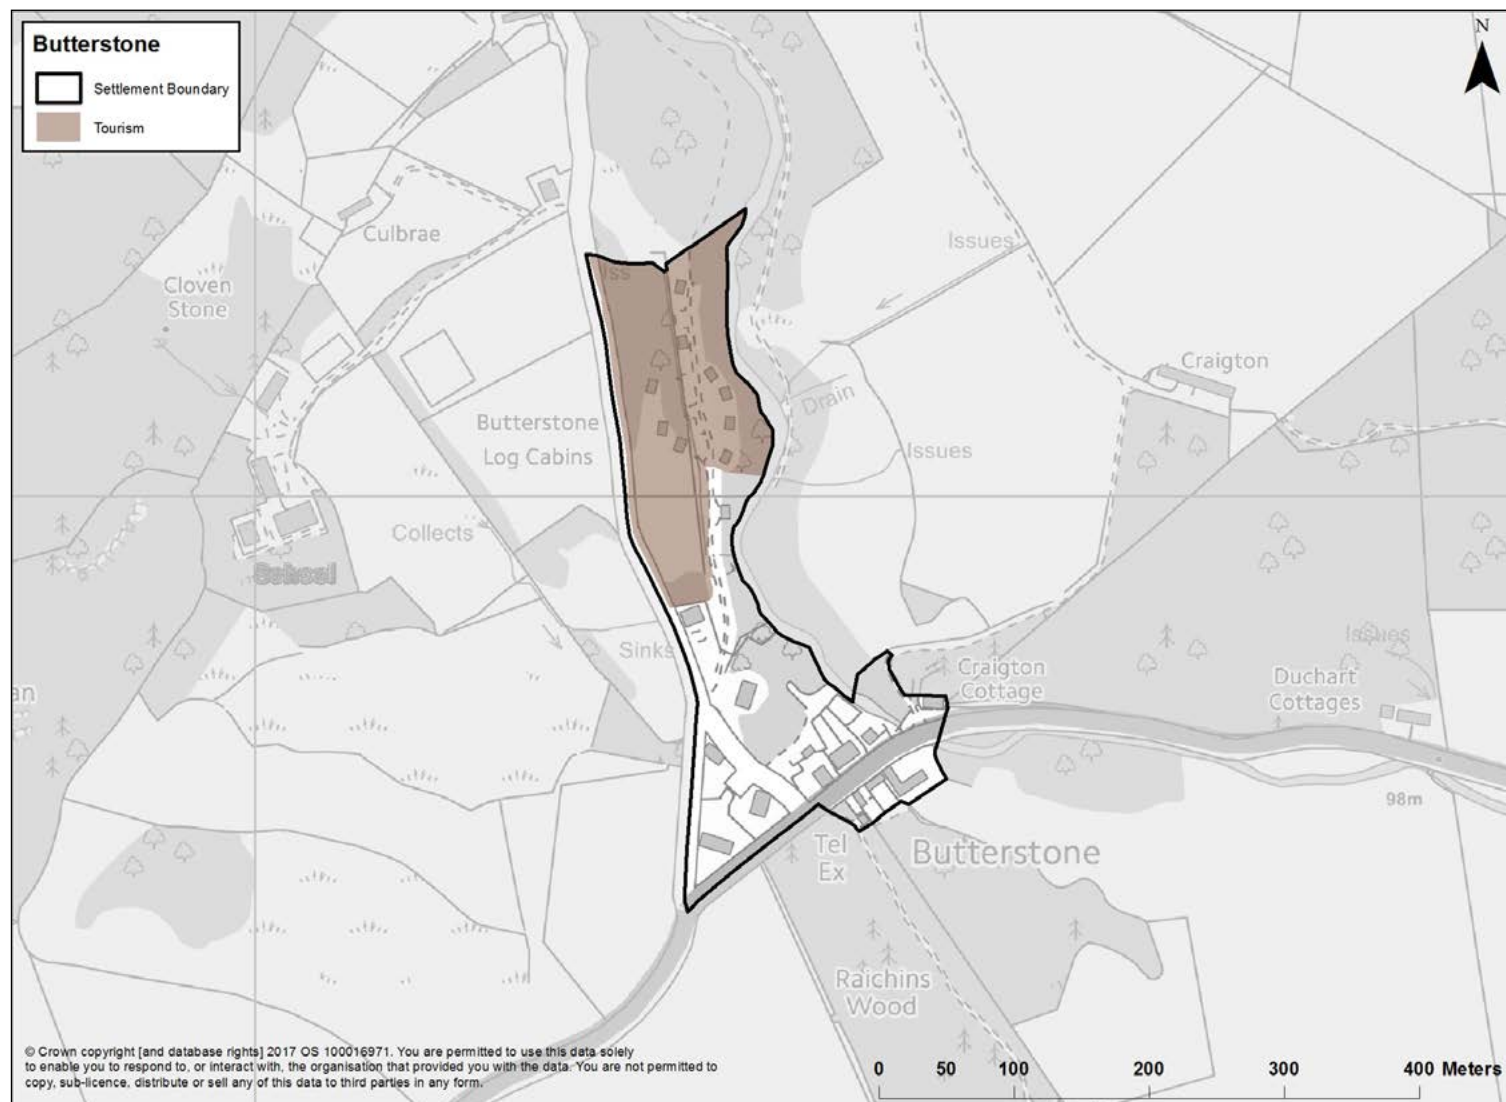 Butterstone
Settlement Boundary
Tourism
N
Culbrae
Cloven
Stone
Iss
Issues
Craigton
Drain
Butterstone
Log Cabins
Issues
Collects
School
Sinks
Issues
Craigton
Cottage
Duchart
Cottages
an
98m
Tel
Ex
Butterstone
Raichins
Wood
© Crown copyright [and database rights] 2017 OS 100016971. You are permitted to use this data solely
to enable you to respond to, or interact with, the organisation that provided you with the data. You are not permitted to
copy, sub-licence, distribute or sell any of this data to third parties in any form.
0 50 100 200 300 400 Meters